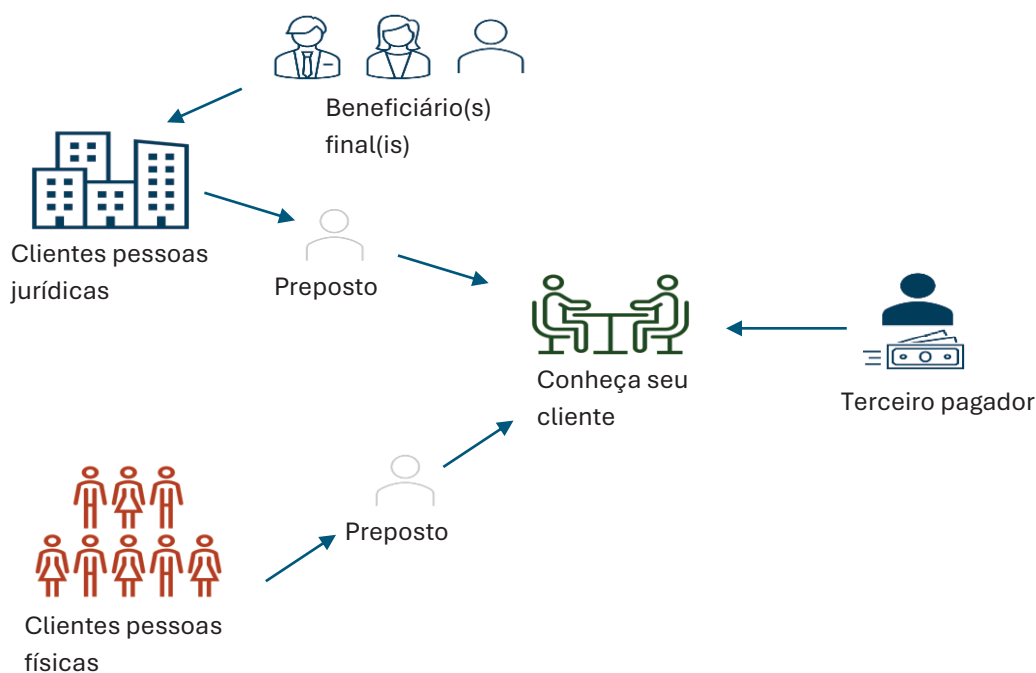 Beneficiário(s)
final(is)
Clientes pessoas
jurídicas
Preposto
Conheça seu
cliente
Terceiro pagador
Preposto
Clientes pessoas
físicas